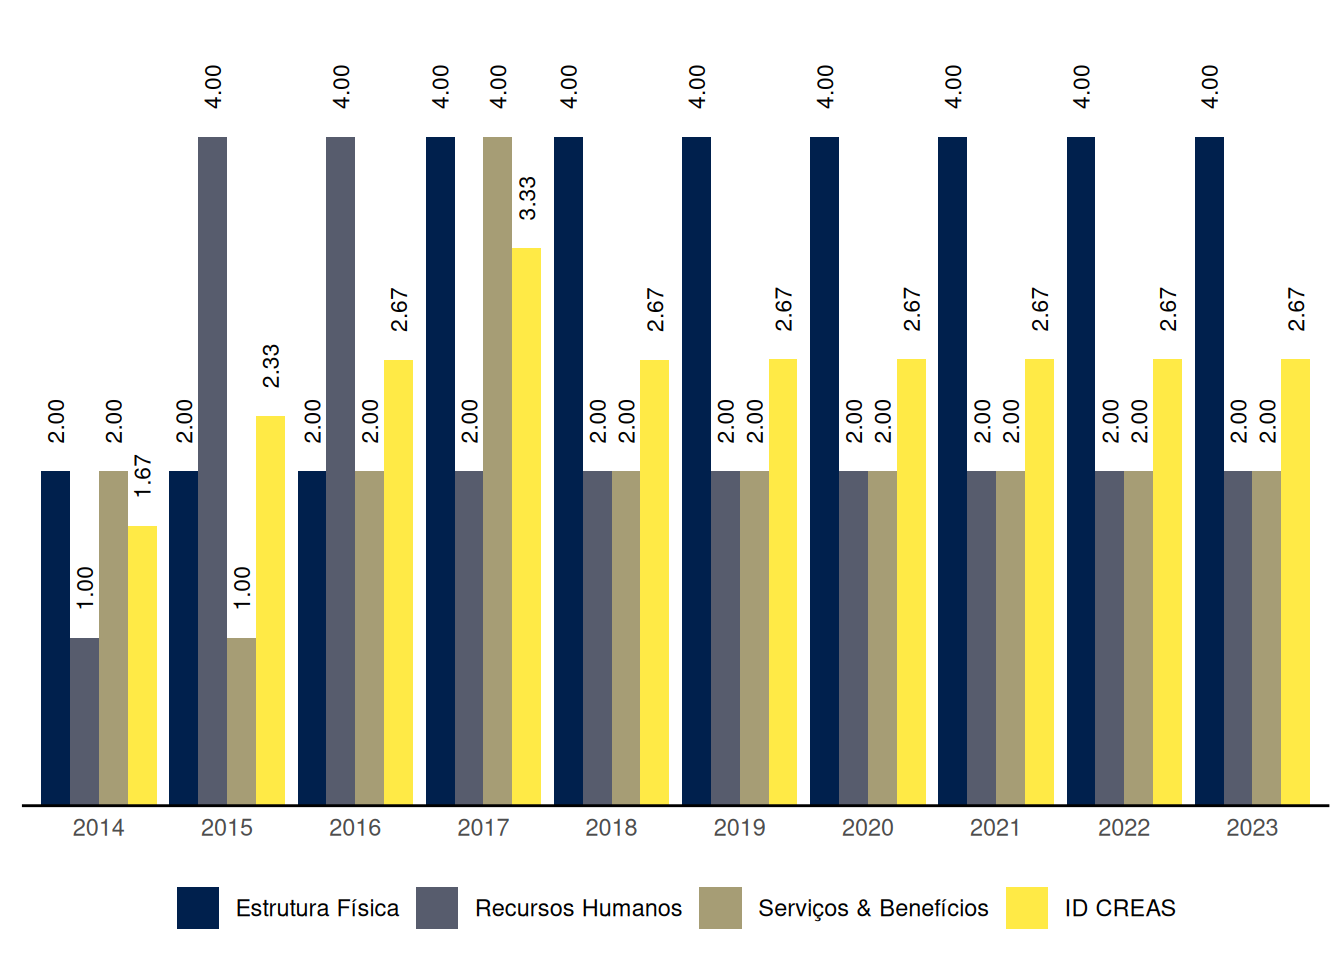 4.00 4.00 4.00 4.00 4.00 4.00 4.00 4.00 4.00 4.00
3.33
2.67 2.67 2.67 2.67 2.67 2.67 2.67
2.33
2.00 2.00 2.00 2.00 2.00 2.00 2.00 2.00 2.00 2.00 2.00 2.00 2.00 2.00 2.00 2.00 2.00 2.00
1.67
1.00 1.00
2014 2015 2016 2017 2018 2019 2020 2021 2022 2023
Estrutura Física Recursos Humanos Serviços & Benefícios ID CREAS